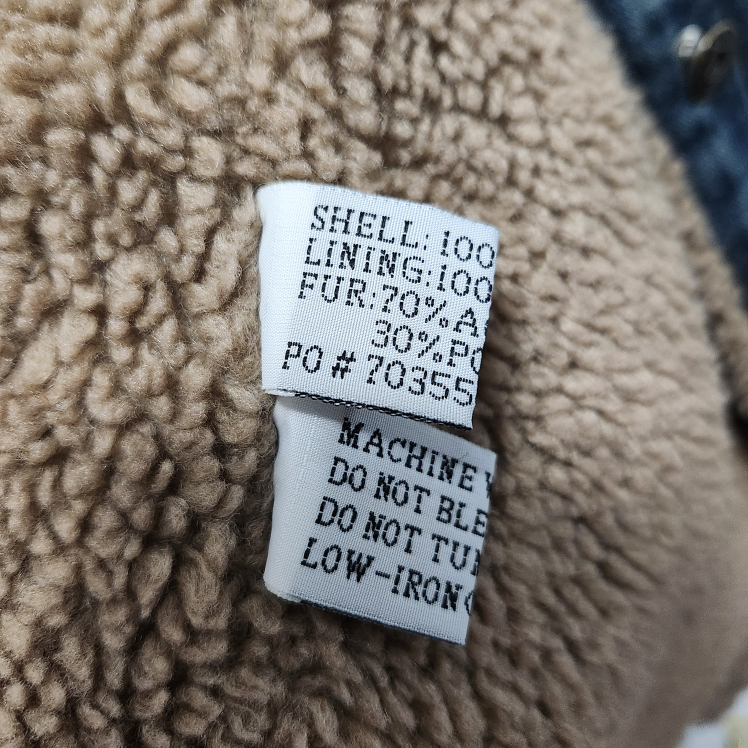 SHELL: 100
LINING:100
FUR:70%A
30%PO
PO # 70355
MACHINE
DO NOT BLE
DO NOT TU
LOW-IRON